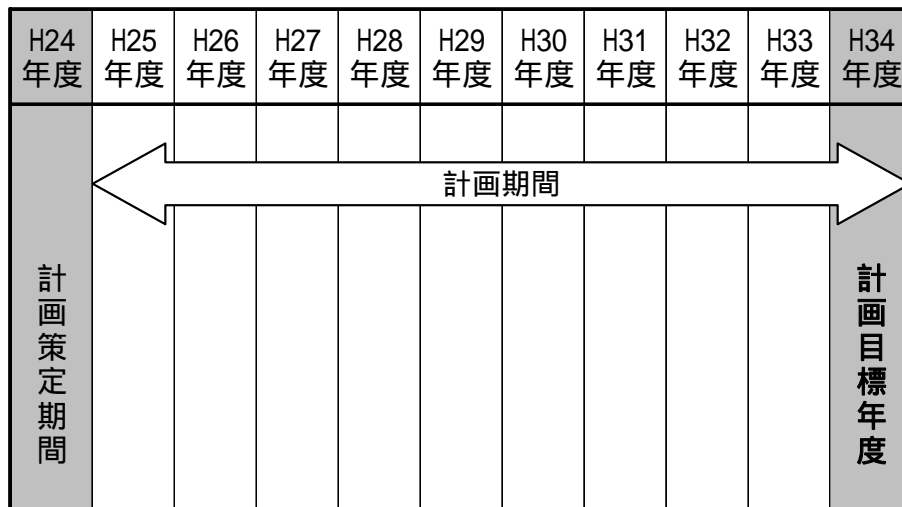 H24
年度
H25
年度
H26
年度
H27
年度
H28
年度
H29
年度
H30
年度
H31
年度
H32
年度
H33
年度
H34
年度
計画期間
計画策定期間
計画目標年度